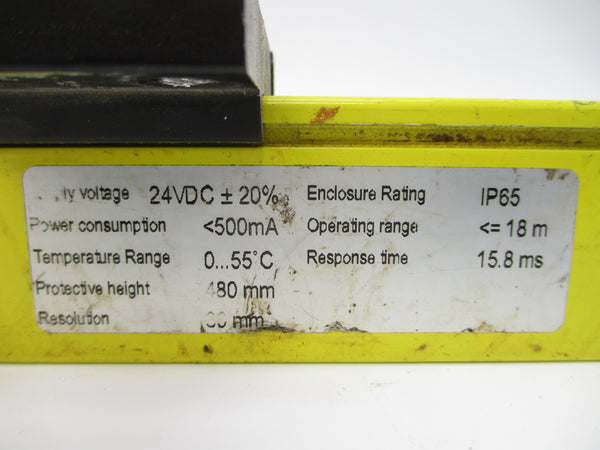 voltage 24VDC ± 20%
Power consumption <500mA
Temperature Range 0...55°C
Protective height 480 mm
Resolution mm
Enclosure Rating IP65
Operating range <= 18 m
Response time 15.8 ms